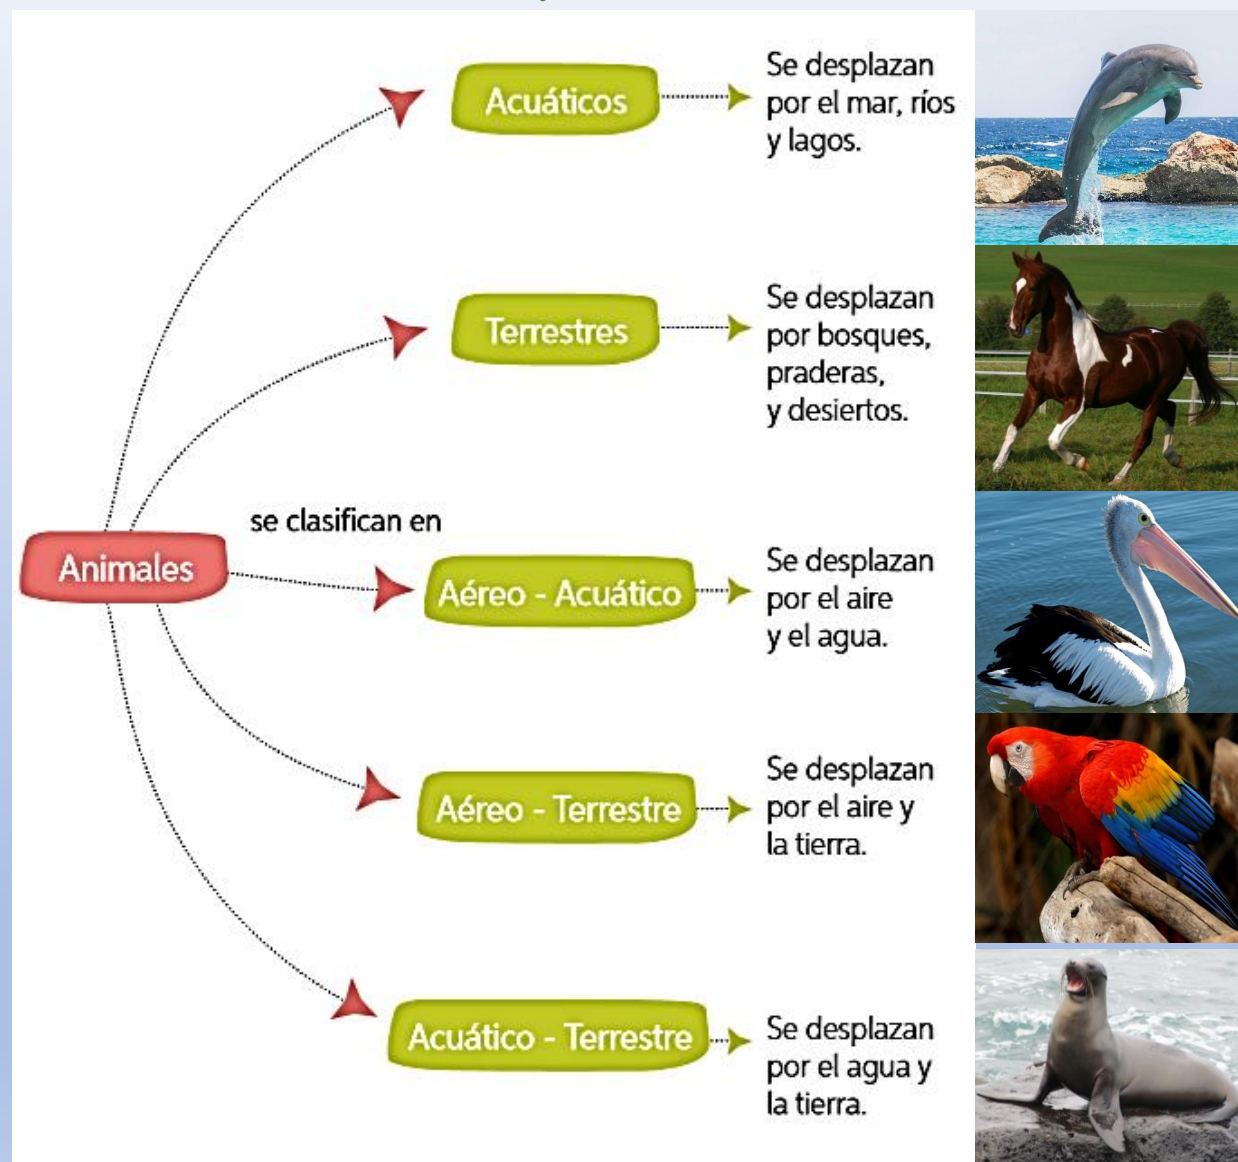 Acuáticos
Se desplazan
por el mar, ríos
y lagos.
Terrestres
Se desplazan
por bosques,
praderas,
y desiertos.
Animales
se clasifican en
Aéreo - Acuático
Se desplazan
por el aire
y el agua.
Aéreo - Terrestre
Se desplazan
por el aire y
la tierra.
Acuático - Terrestre
Se desplazan
por el agua y
la tierra.